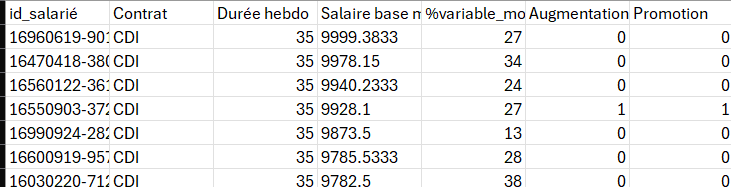 id_salarié Contrat Durée hebdo Salaire base m %variable_mo Augmentation Promotion
16960619-901 CDI 35 9999.3833 27 0 0
16470418-380 CDI 35 9978.15 34 0 0
16560122-361 CDI 35 9940.2333 24 0 0
16550903-372 CDI 35 9928.1 27 1 1
16990924-282 CDI 35 9873.5 13 0 0
16600919-957 CDI 35 9785.5333 28 0 0
16030220-712 CDI 35 9782.5 38 0 0